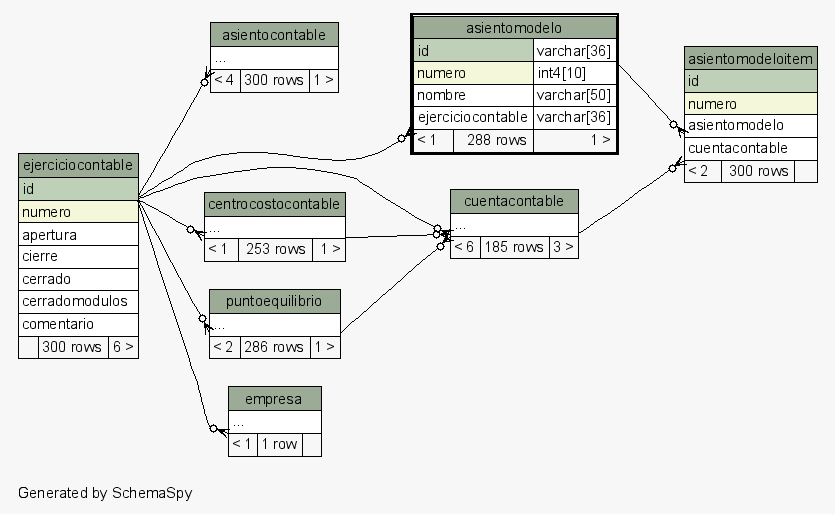 asientocontable
...
< 4 300 rows 1 >
asientomodelo
id varchar[36]
numero int4[10]
nombre varchar[50]
ejerciciocontable varchar[36]
< 1 288 rows 1 >
asientomodeloitem
id
numero
asientomodelo
cuentacontable
< 2 300 rows
ejerciciocontable
id
numero
apertura
cierre
cerrado
cerradomodulos
comentario
300 rows 6 >
centrocostocontable
...
< 1 253 rows 1 >
cuentacontable
...
< 6 185 rows 3 >
puntoequilibrio
...
< 2 286 rows 1 >
empresa
...
< 1 1 row
Generated by SchemaSpy